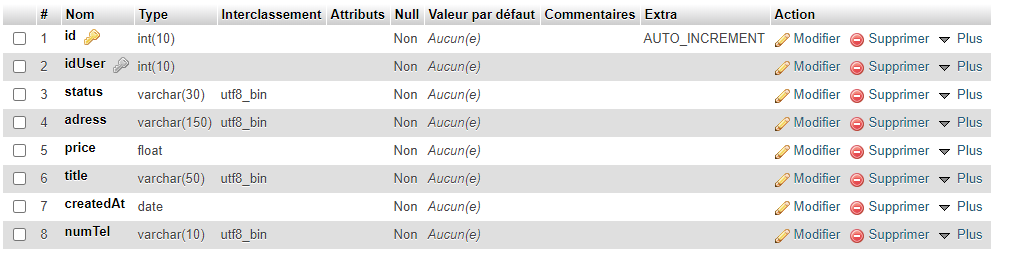 # Nom Type Interclassement Attributs Null Valeur par défaut Commentaires Extra Action
1 id int(10) Non Aucun(e) AUTO_INCREMENT Modifier Supprimer Plus
2 idUser int(10) Non Aucun(e) Modifier Supprimer Plus
3 status varchar(30) utf8_bin Non Aucun(e) Modifier Supprimer Plus
4 adress varchar(150) utf8_bin Non Aucun(e) Modifier Supprimer Plus
5 price float Non Aucun(e) Modifier Supprimer Plus
6 title varchar(50) utf8_bin Non Aucun(e) Modifier Supprimer Plus
7 createdAt date Non Aucun(e) Modifier Supprimer Plus
8 numTel varchar(10) utf8_bin Non Aucun(e) Modifier Supprimer Plus